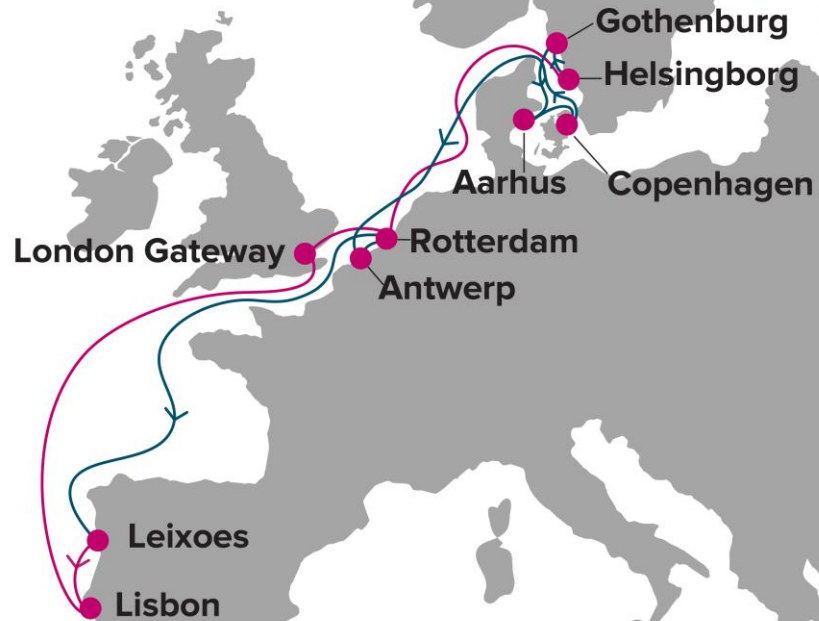 Gothenburg
Helsingborg
Aarhus
Copenhagen
London Gateway
Rotterdam
Antwerp
Leixoes
Lisbon